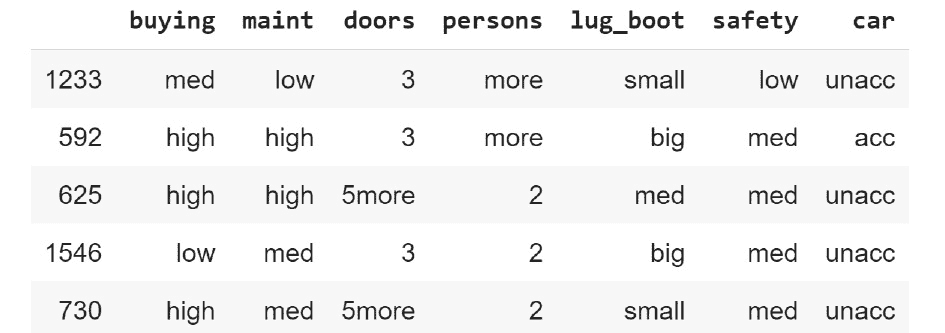 buying maint doors persons lug_boot safety car
1233 med low 3 more small low unacc
592 high high 3 more big med acc
625 high high 5more 2 med med unacc
1546 low med 3 2 big med unacc
730 high med 5more 2 small med unacc